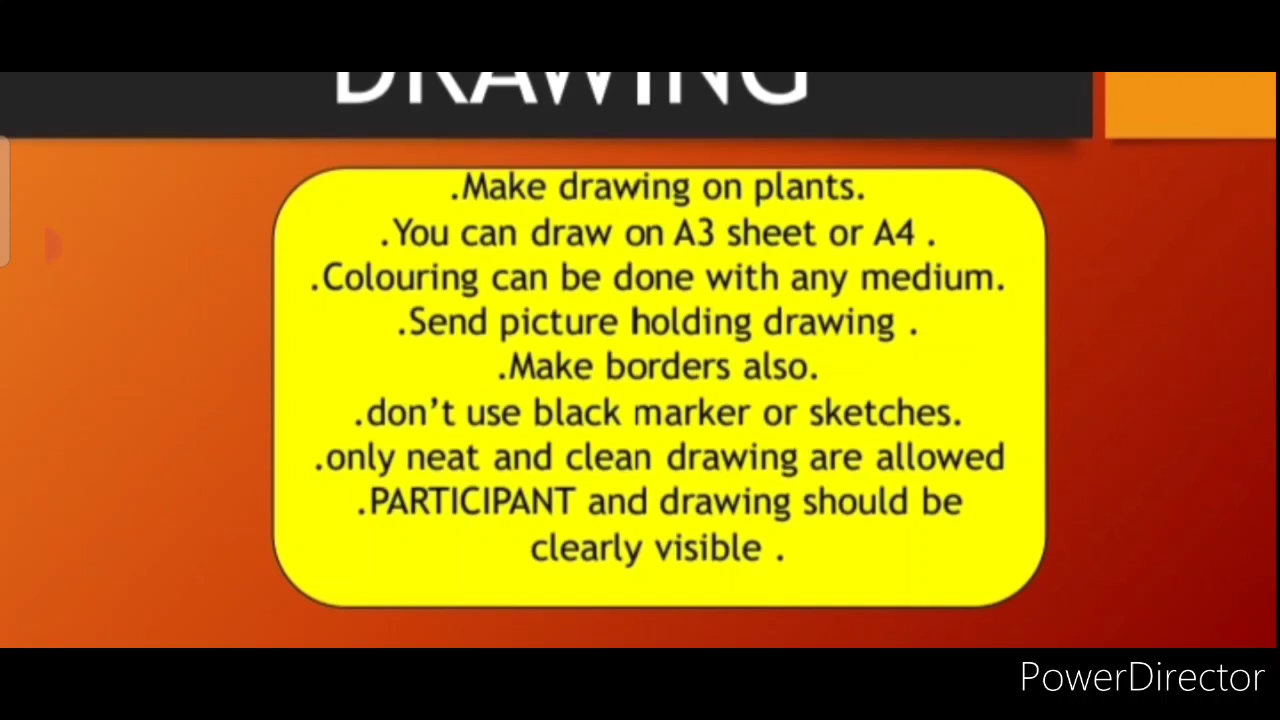 DRAWING
.Make drawing on plants.
.You can draw on A3 sheet or A4 .
.Colouring can be done with any medium.
.Send picture holding drawing .
.Make borders also.
.don’t use black marker or sketches.
.only neat and clean drawing are allowed
.PARTICIPANT and drawing should be
clearly visible .
PowerDirector